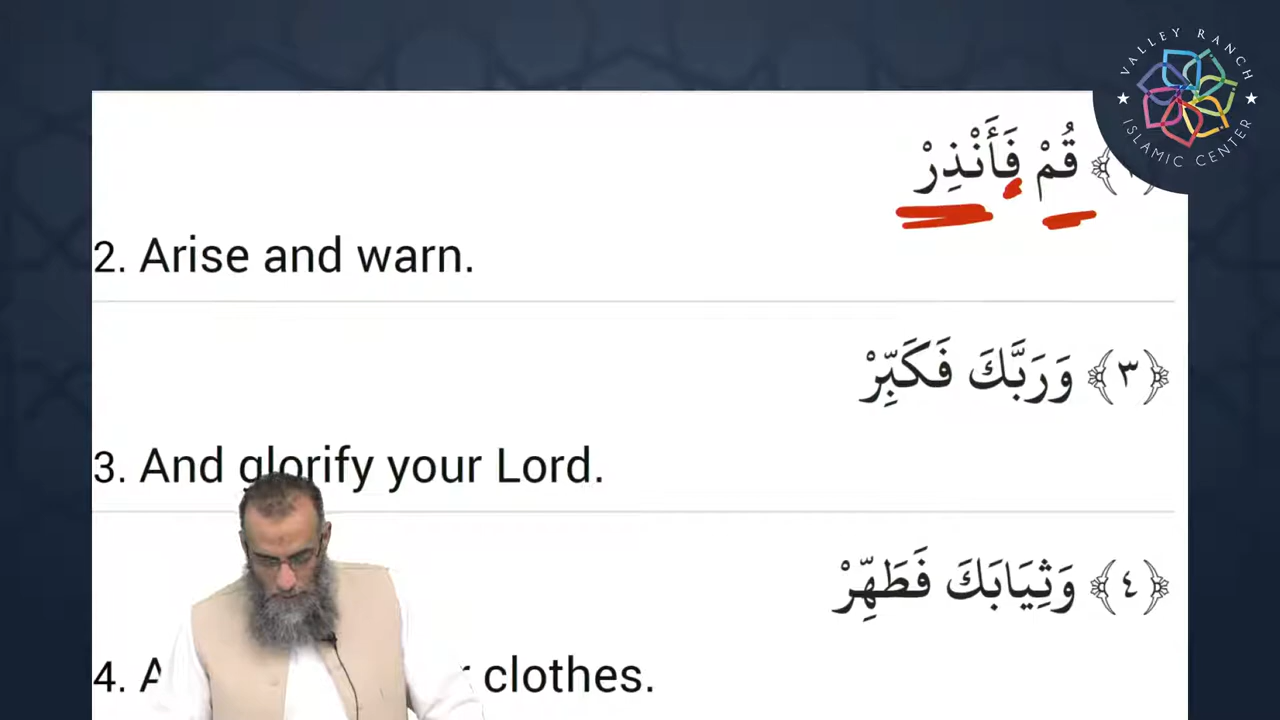 VALLEY RANCH
ISLAMIC CENTER
قُمْ فَأَنْذِرْ
2. Arise and warn.
﴿٣﴾ وَرَبَّكَ فَكَبِّرْ
3. And glorify your Lord.
﴿٤﴾ وَثِيَابَكَ فَطَهِّرْ
4. clothes.